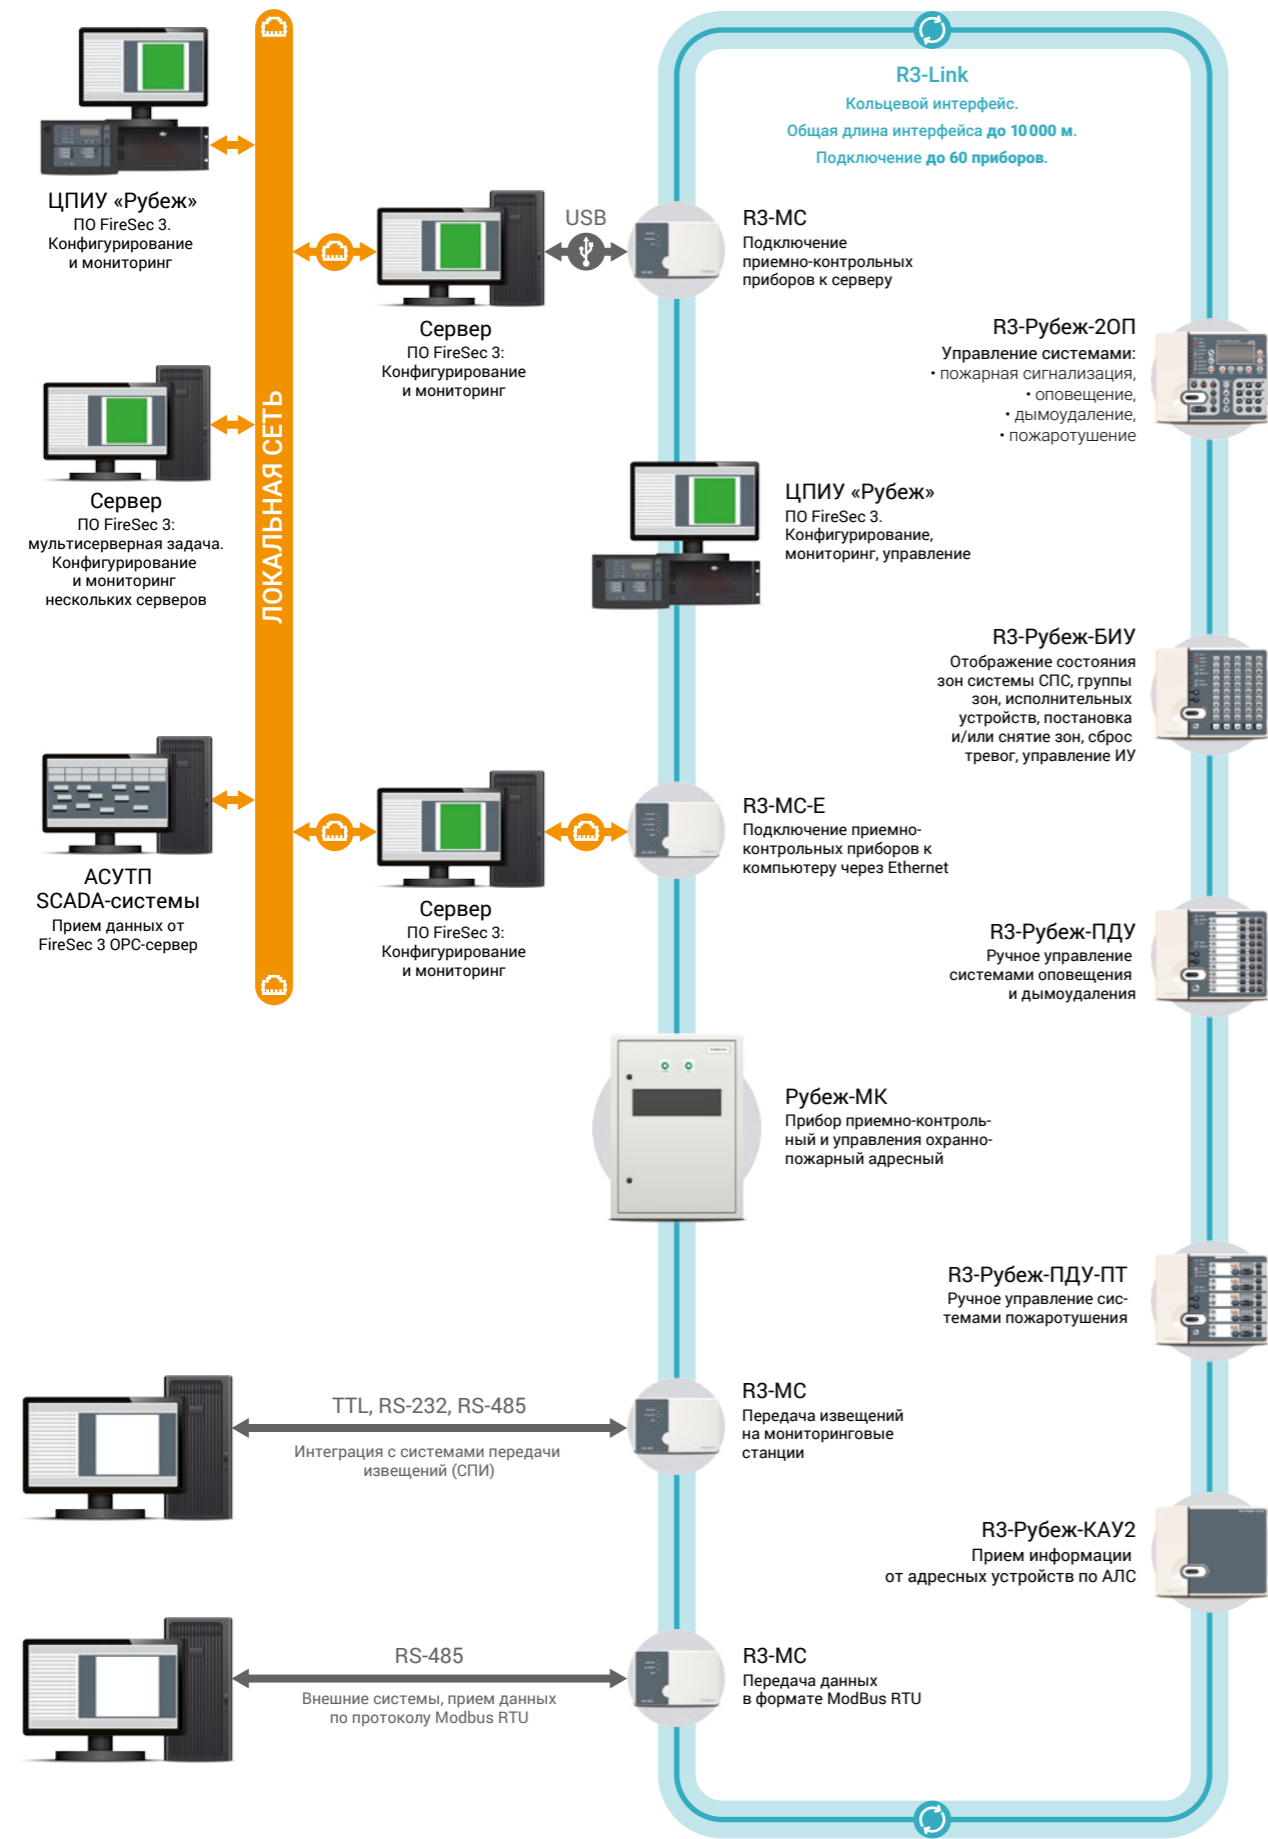 R3-Link
Кольцевой интерфейс.
Общая длина интерфейса до 10 000 м.
Подключение до 60 приборов.
ЦПИУ «Рубеж»
ПО FireSec 3.
Конфигурирование
и мониторинг
Сервер
ПО FireSec 3:
мультисерверная задача.
Конфигурирование
и мониторинг
нескольких серверов
АСУТП
SCADA-системы
Прием данных от
FireSec 3 OPC-сервер
ЛОКАЛЬНАЯ СЕТЬ
Сервер
ПО FireSec 3:
Конфигурирование
и мониторинг
USB
R3-МС
Подключение
приемно-контрольных
приборов к серверу
R3-Рубеж-2ОП
Управление системами:
• пожарная сигнализация,
• оповещение,
• дымоудаление,
• пожаротушение
ЦПИУ «Рубеж»
ПО FireSec 3.
Конфигурирование,
мониторинг, управление
R3-Рубеж-БИУ
Отображение состояния
зон системы СПС, группы
зон, исполнительных
устройств, постановка
и/или снятие зон, сброс
тревог, управление ИУ
Сервер
ПО FireSec 3:
Конфигурирование
и мониторинг
R3-МС-Е
Подключение приемно-
контрольных приборов к
компьютеру через Ethernet
R3-Рубеж-ПДУ
Ручное управление
системами оповещения
и дымоудаления
Рубеж-МК
Прибор приемно-контроль-
ный и управления охранно-
пожарный адресный
R3-Рубеж-ПДУ-ПТ
Ручное управление сис-
темами пожаротушения
TTL, RS-232, RS-485
Интеграция с системами передачи
извещений (СПИ)
R3-МС
Передача извещений
на мониторинговые
станции
R3-Рубеж-КАУ2
Прием информации
от адресных устройств по АЛС
RS-485
Внешние системы, прием данных
по протоколу Modbus RTU
R3-МС
Передача данных
в формате ModBus RTU